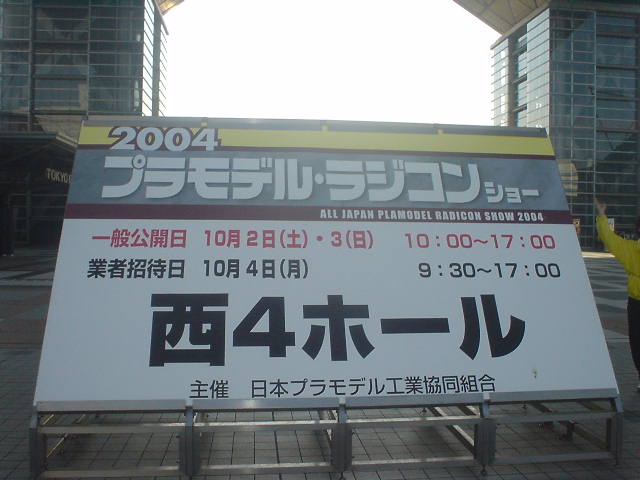 2004
プラモデル・ラジコンショー
ALL JAPAN PLAMODEL RADICON SHOW 2004
一般公開日 10月2日(土)・3(日) 10:00～17:00
業者招待日 10月4日(月) 9:30～17:00
西4ホール
主催 日本プラモデル工業協同組合
TOKYO